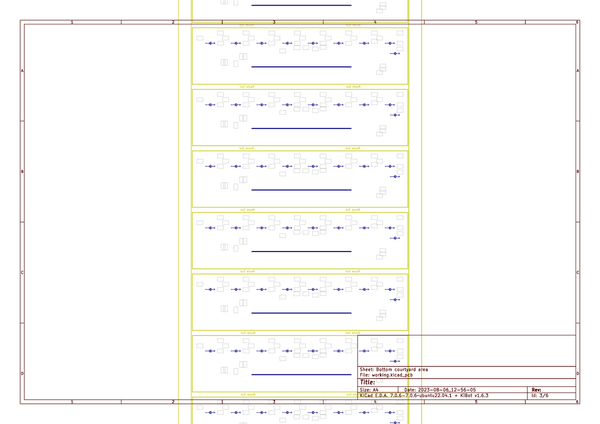 1 2 3 4 5 6
A A
B B
C C
D D
Sheet: Bottom courtyard area
File: working.kicad_pcb
Title:
Size: A4 Date: 2023-08-06_12-56-05 Rev:
KiCad E.D.A. 7.0.6-7.0.6~ubuntu22.04.1 + KiBot v1.6.3 Id: 3/6
1 2 3 4 5 6